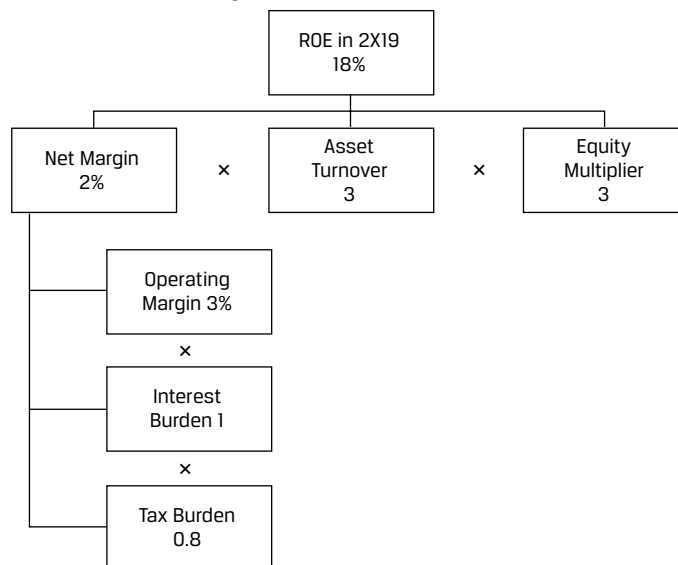 ROE in 2X19
18%
Net Margin
2%
×
Asset
Turnover
3
×
Equity
Multiplier
3
Operating
Margin 3%
×
Interest
Burden 1
×
Tax Burden
0.8